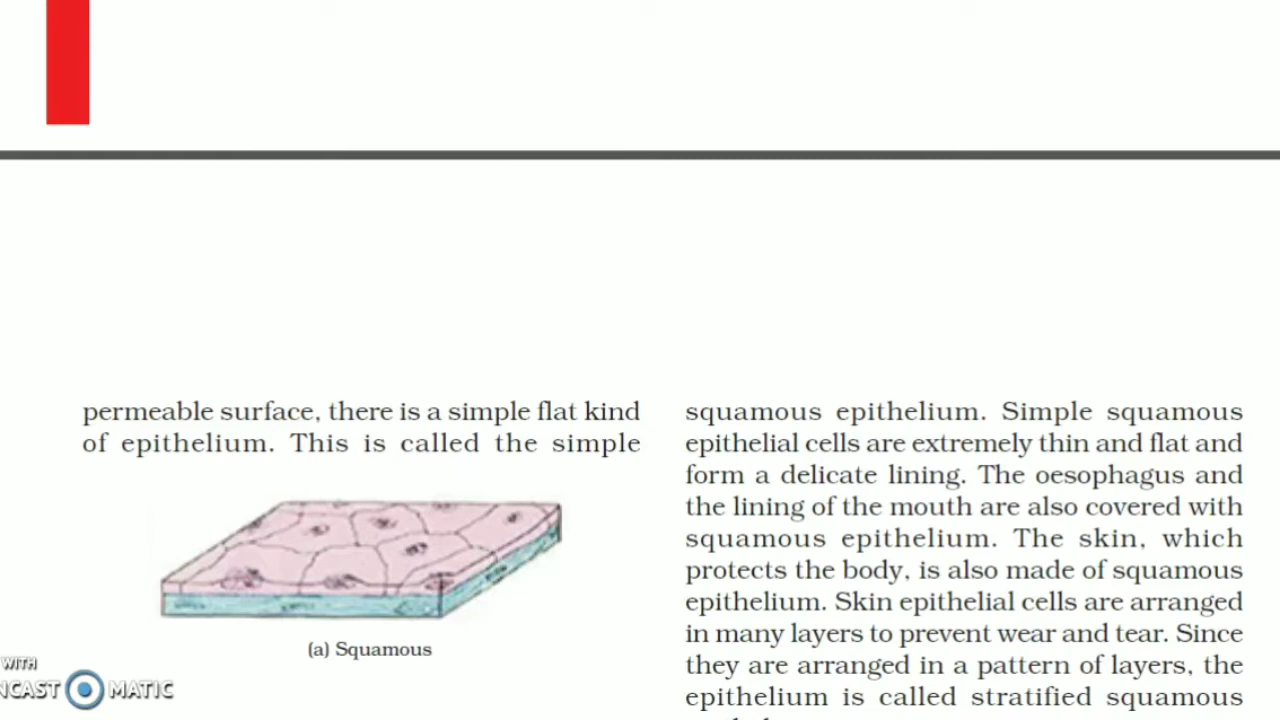 permeable surface, there is a simple flat kind
of epithelium. This is called the simple
(a) Squamous
squamous epithelium. Simple squamous
epithelial cells are extremely thin and flat and
form a delicate lining. The oesophagus and
the lining of the mouth are also covered with
squamous epithelium. The skin, which
protects the body, is also made of squamous
epithelium. Skin epithelial cells are arranged
in many layers to prevent wear and tear. Since
they are arranged in a pattern of layers, the
epithelium is called stratified squamous
WITH
NCAST MATIC